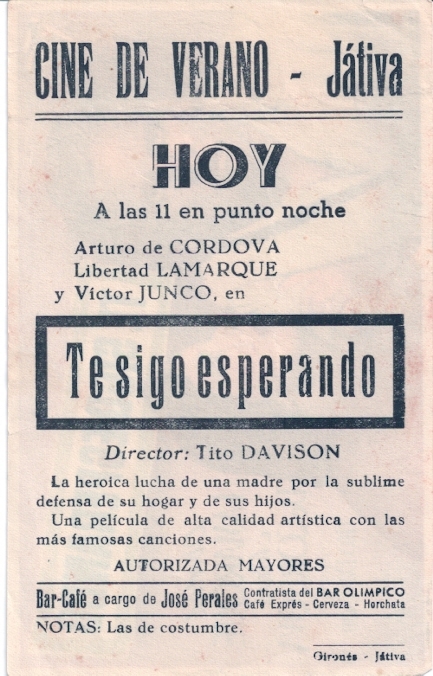 CINE DE VERANO - Játiva
HOY
A las 11 en punto noche
Arturo de CORDOVA
Libertad LAMARQUE
y Víctor JUNCO, en
Te sigo esperando
Director: Tito DAVISON
La heroica lucha de una madre por la sublime
defensa de su hogar y de sus hijos.
Una película de alta calidad artística con las
más famosas canciones.
AUTORIZADA MAYORES
Bar-Café a cargo de José Perales
Contratista del BAR OLIMPICO
Café Exprés - Cerveza - Horchata
NOTAS: Las de costumbre.
Gironés - Játiva